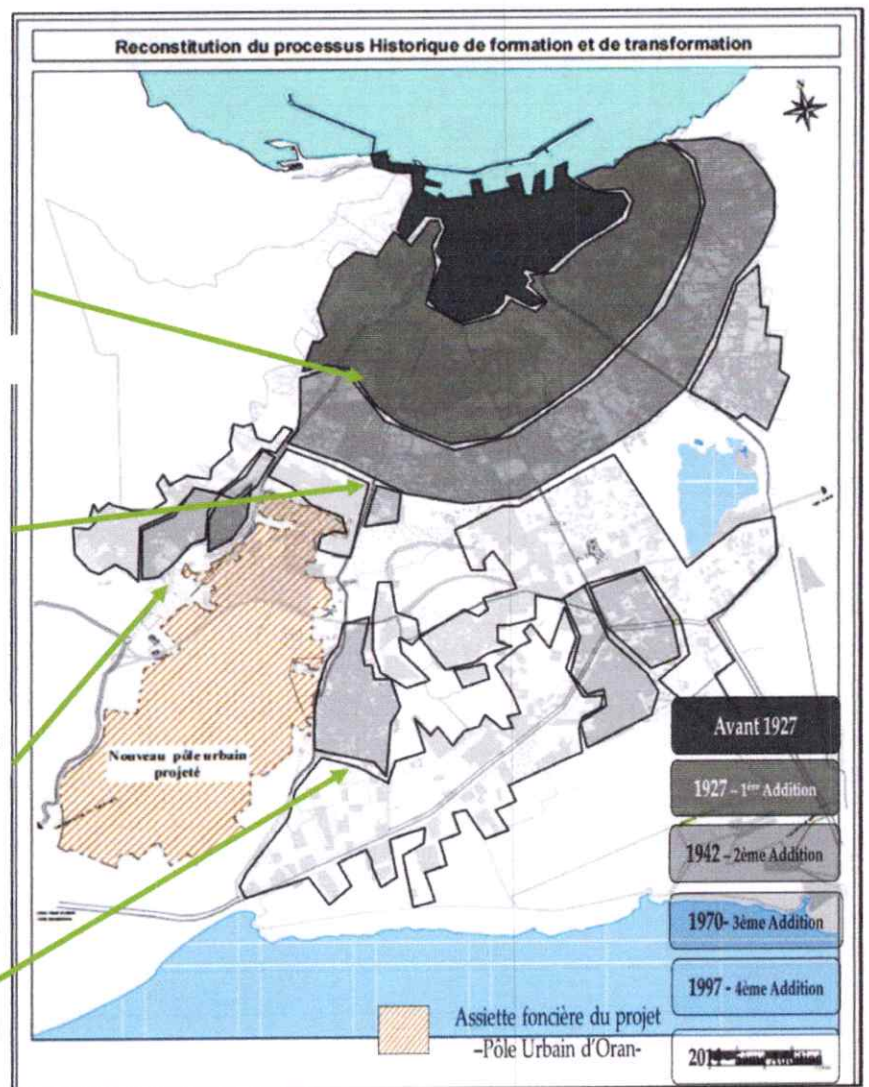 Reconstitution du processus Historique de formation et de transformation
N
Nouveau pôle urbain
projeté
Avant 1927
1927 – 1ère Addition
1942 – 2ème Addition
1970- 3ème Addition
1997 - 4ème Addition
Assiette foncière du projet
–Pôle Urbain d'Oran-
Addition